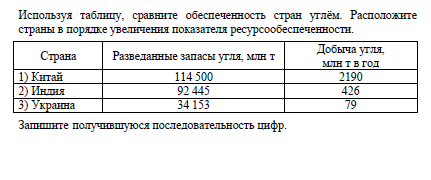 Используя таблицу, сравните обеспеченность стран углём. Расположите
страны в порядке увеличения показателя ресурсообеспеченности.
Страна Разведанные запасы угля, млн т Добыча угля,
млн т в год
1) Китай 114 500 2190
2) Индия 92 445 426
3) Украина 34 153 79
Запишите получившуюся последовательность цифр.